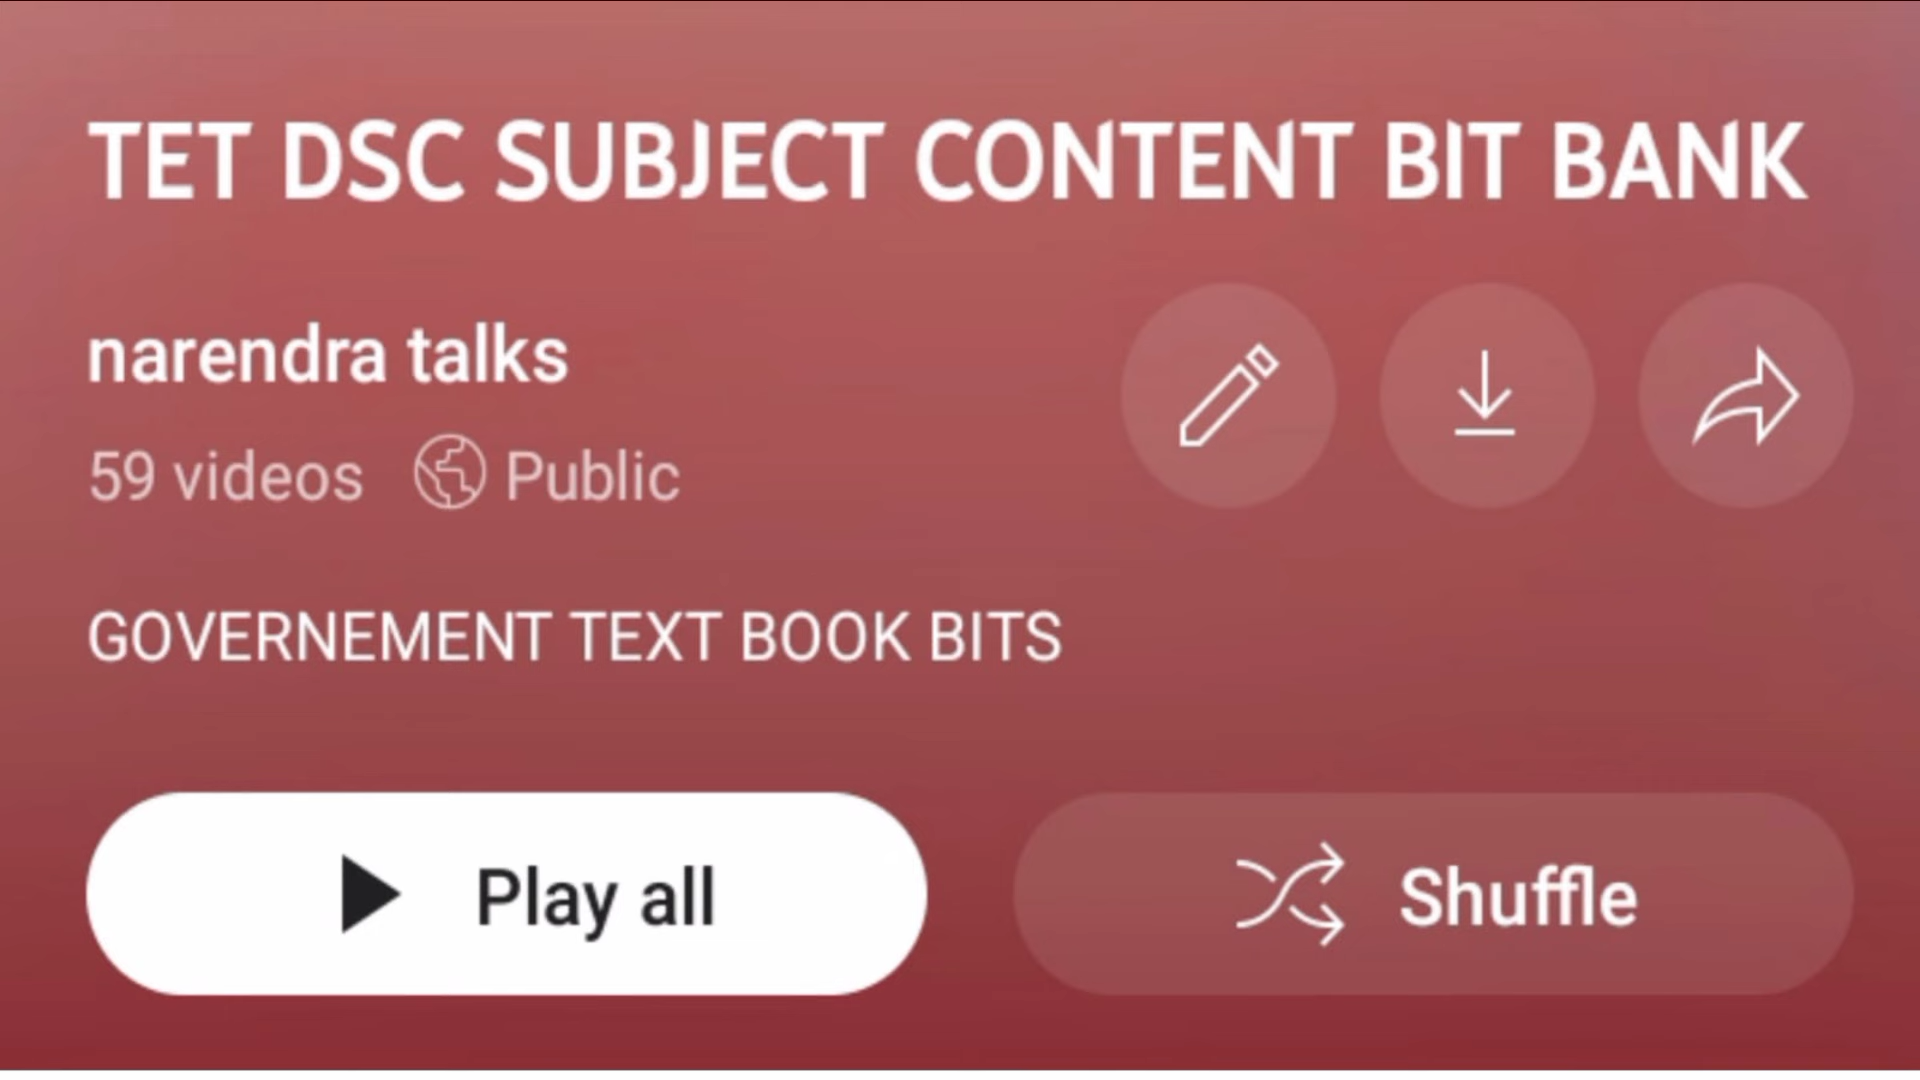 TET DSC SUBJECT CONTENT BIT BANK
narendra talks
59 videos Public
GOVERNEMENT TEXT BOOK BITS
Play all Shuffle